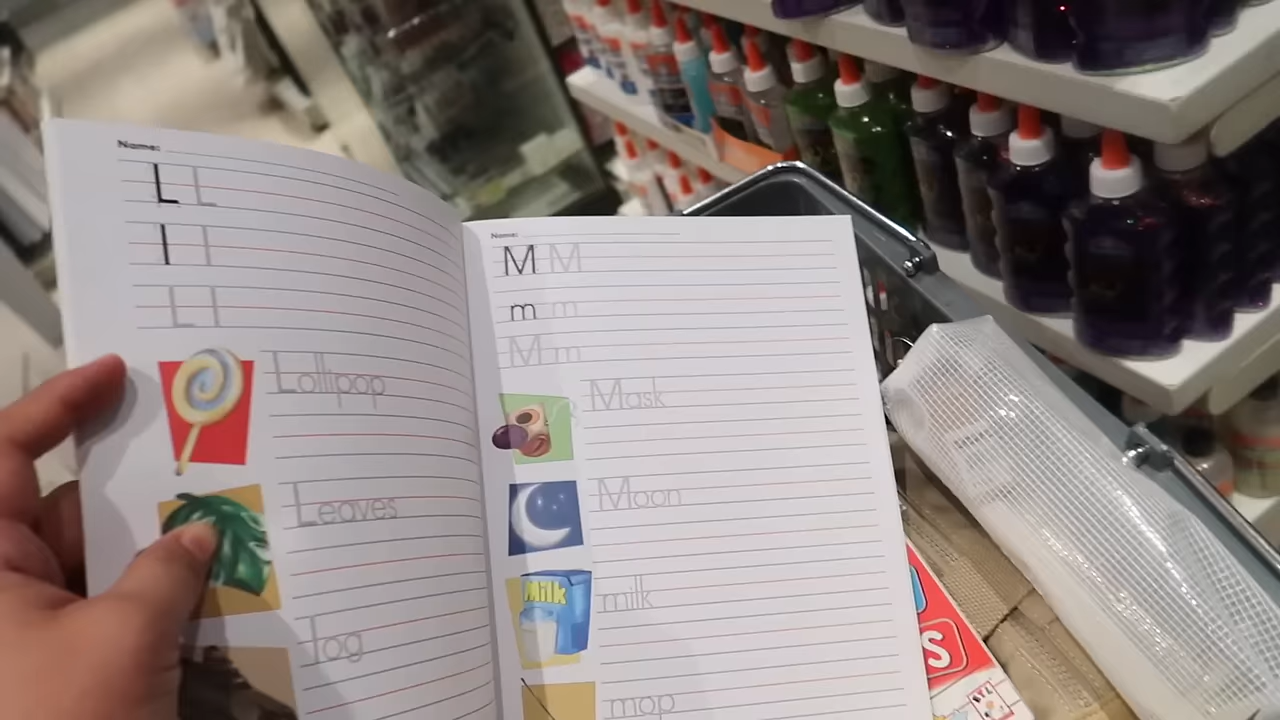 Name:
L L
l l
L l
Lollipop
Leaves
log
Name:
M M
m m
M m
Mask
Moon
Milk
milk
mop
S